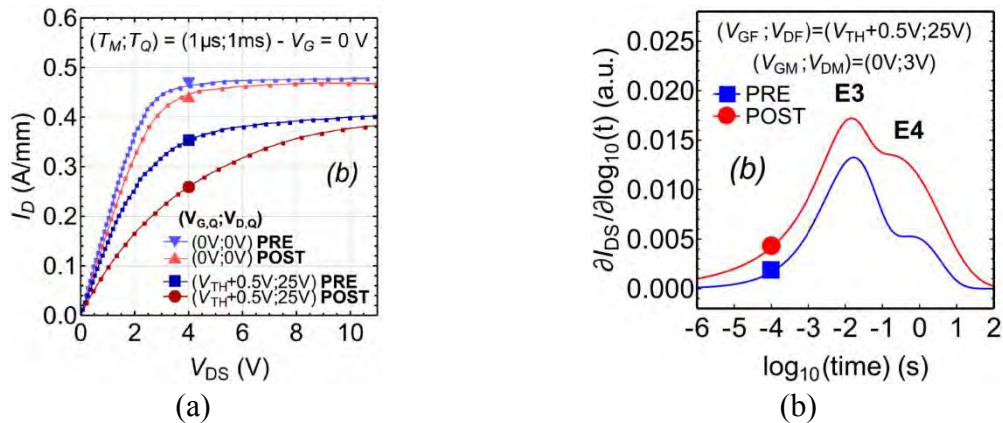 (T_M;T_Q) = (1µs;1ms) - V_G = 0 V
0.6
0.5
0.4
0.3
0.2
0.1
0.0
I_D (A/mm)
(b)
(V_G,Q;V_D,Q)
(0V;0V) PRE
(0V;0V) POST
(V_TH+0.5V;25V) PRE
(V_TH+0.5V;25V) POST
0 2 4 6 8 10
V_DS (V)
(a)
(V_GF;V_DF)=(V_TH+0.5V;25V)
(V_GM;V_DM)=(0V;3V)
0.025
0.020
0.015
0.010
0.005
0.000
∂I_DS/∂log₁₀(t) (a.u.)
PRE
POST
E3
E4
(b)
-6 -5 -4 -3 -2 -1 0 1 2
log₁₀(time) (s)
(b)